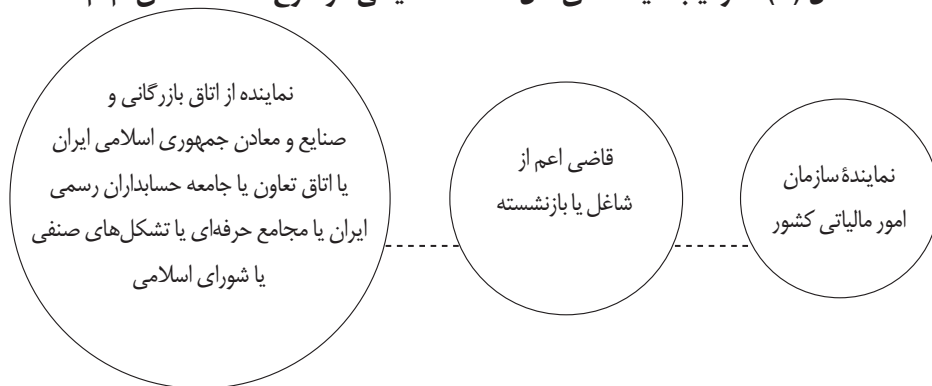 نمایندهٔ سازمان
امور مالیاتی کشور
قاضی اعم از
شاغل یا بازنشسته
نماینده از اتاق بازرگانی و
صنایع و معادن جمهوری اسلامی ایران
یا اتاق تعاون یا جامعه حسابداران رسمی
ایران یا مجامع حرفه‌ای یا تشکل‌های صنفی
یا شورای اسلامی